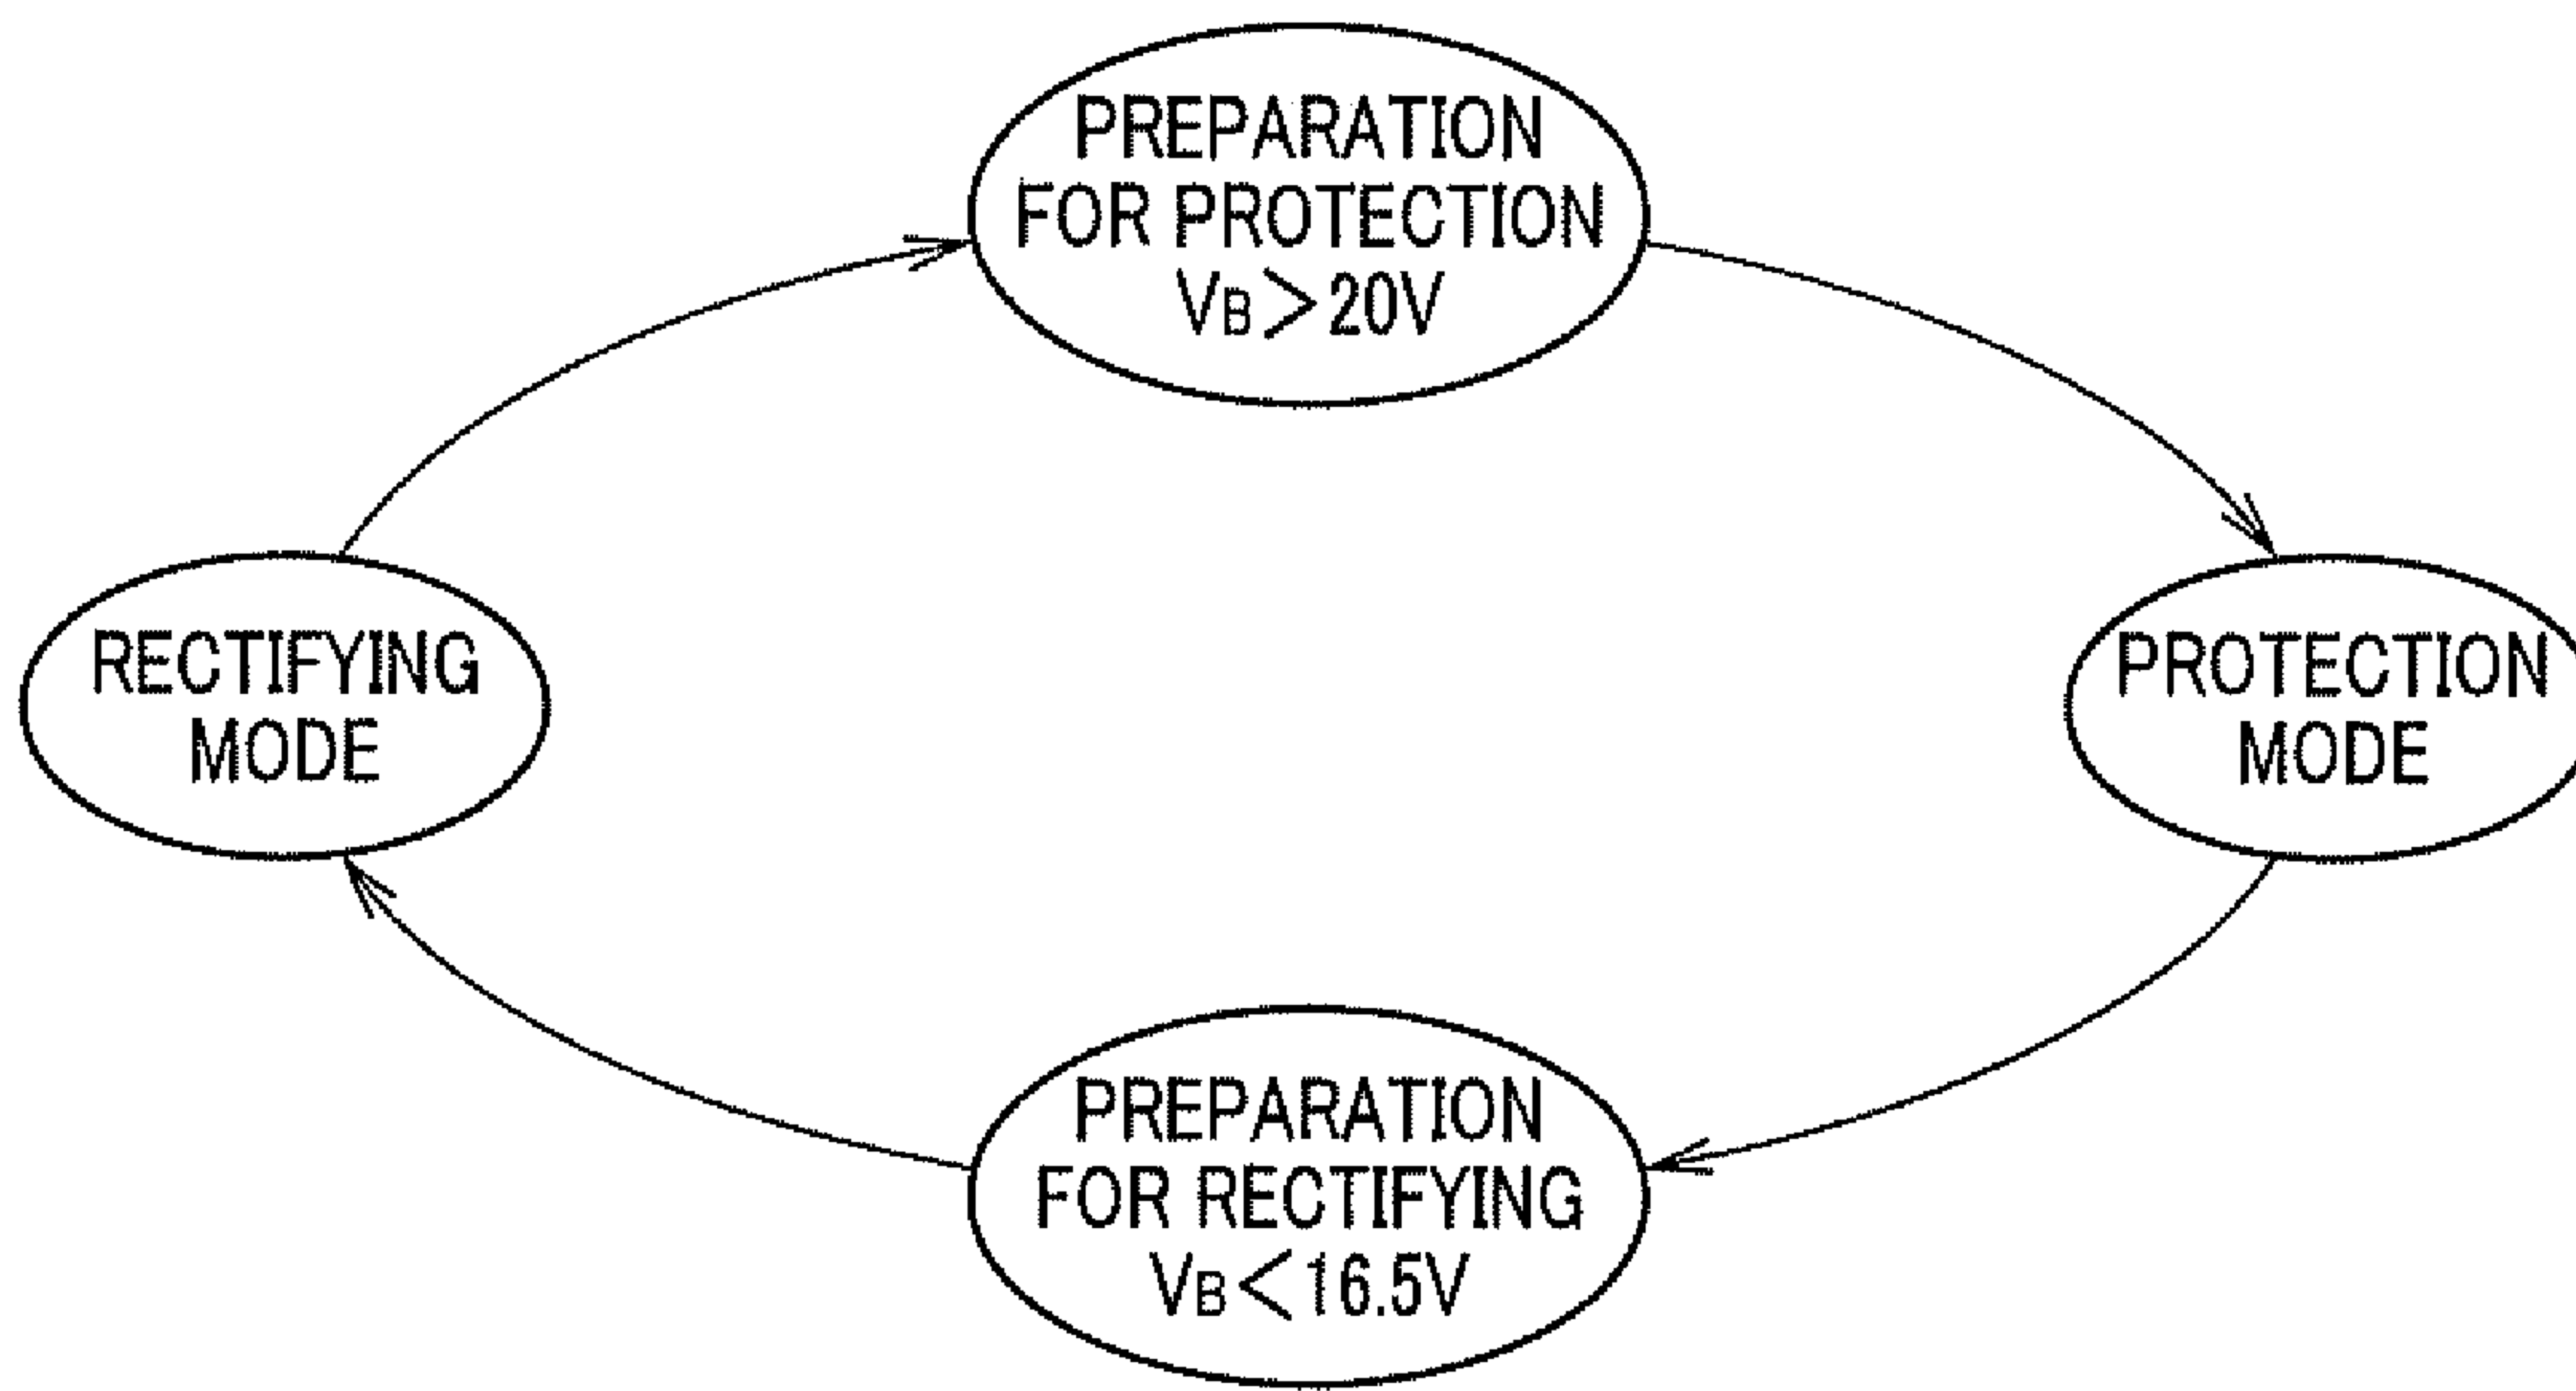 PREPARATION
FOR PROTECTION
VB>20V
RECTIFYING
MODE
PROTECTION
MODE
PREPARATION
FOR RECTIFYING
VB<16.5V